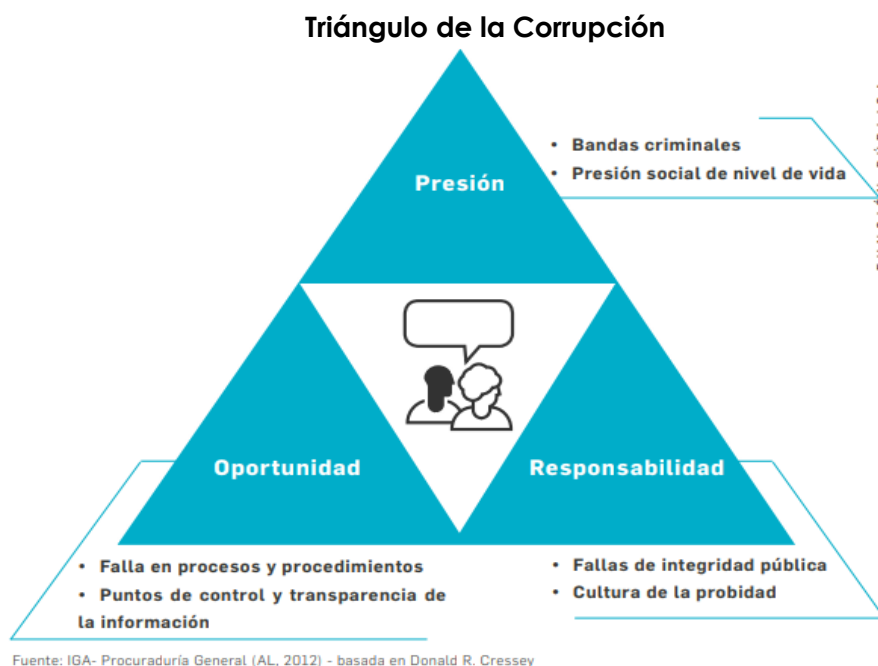 Triángulo de la Corrupción
Presión
• Bandas criminales
• Presión social de nivel de vida
Oportunidad
Responsabilidad
• Falla en procesos y procedimientos
• Puntos de control y transparencia de
la información
• Fallas de integridad pública
• Cultura de la probidad
Fuente: IGA- Procuraduría General (AL, 2012) - basada en Donald R. Cressey